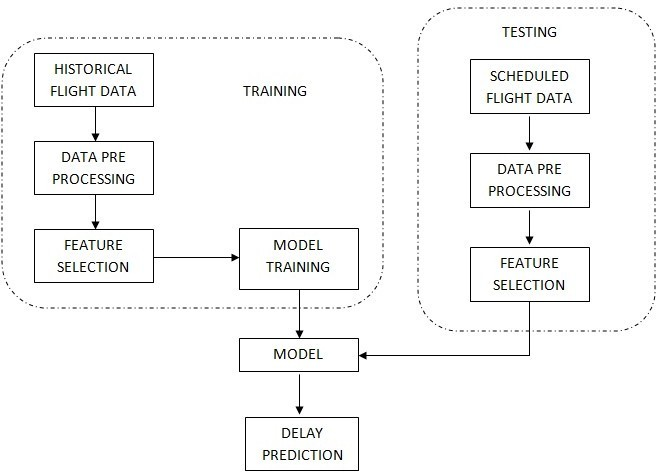 TRAINING
HISTORICAL
FLIGHT DATA
DATA PRE
PROCESSING
FEATURE
SELECTION
MODEL
TRAINING
TESTING
SCHEDULED
FLIGHT DATA
DATA PRE
PROCESSING
FEATURE
SELECTION
MODEL
DELAY
PREDICTION